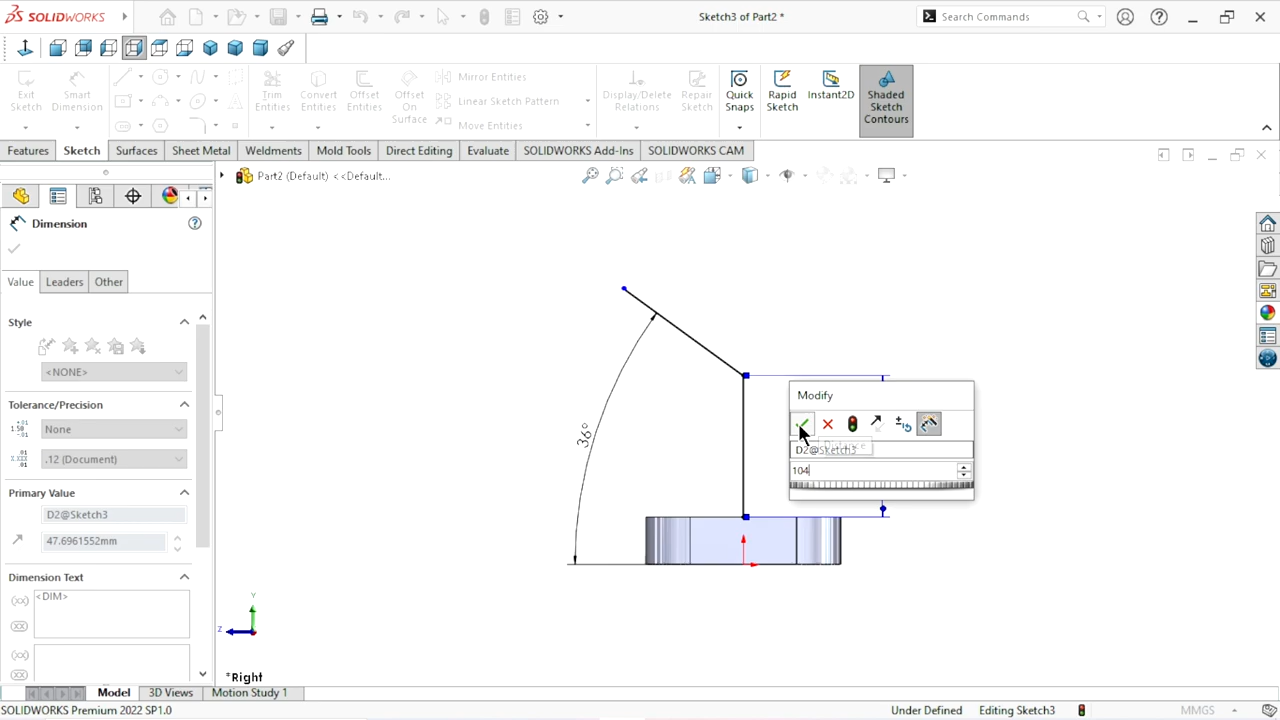 SOLIDWORKS
Sketch3 of Part2 *
Search Commands
Exit Sketch
Smart Dimension
Trim Entities
Convert Entities
Offset Entities
Offset On Surface
Mirror Entities
Linear Sketch Pattern
Move Entities
Display/Delete Relations
Repair Sketch
Quick Snaps
Rapid Sketch
Instant2D
Shaded Sketch Contours
Features
Sketch
Surfaces
Sheet Metal
Weldments
Mold Tools
Direct Editing
Evaluate
SOLIDWORKS Add-Ins
SOLIDWORKS CAM
Part2 (Default) <<Default...
Dimension
Value
Leaders
Other
Style
<NONE>
Tolerance/Precision
None
.12 (Document)
Primary Value
D2@Sketch3
47.6961552mm
Dimension Text
<DIM>
36°
Modify
Distance
D2@Sketch3
104
Y
Z
*Right
Model
3D Views
Motion Study 1
SOLIDWORKS Premium 2022 SP1.0
Under Defined
Editing Sketch3
MMGS